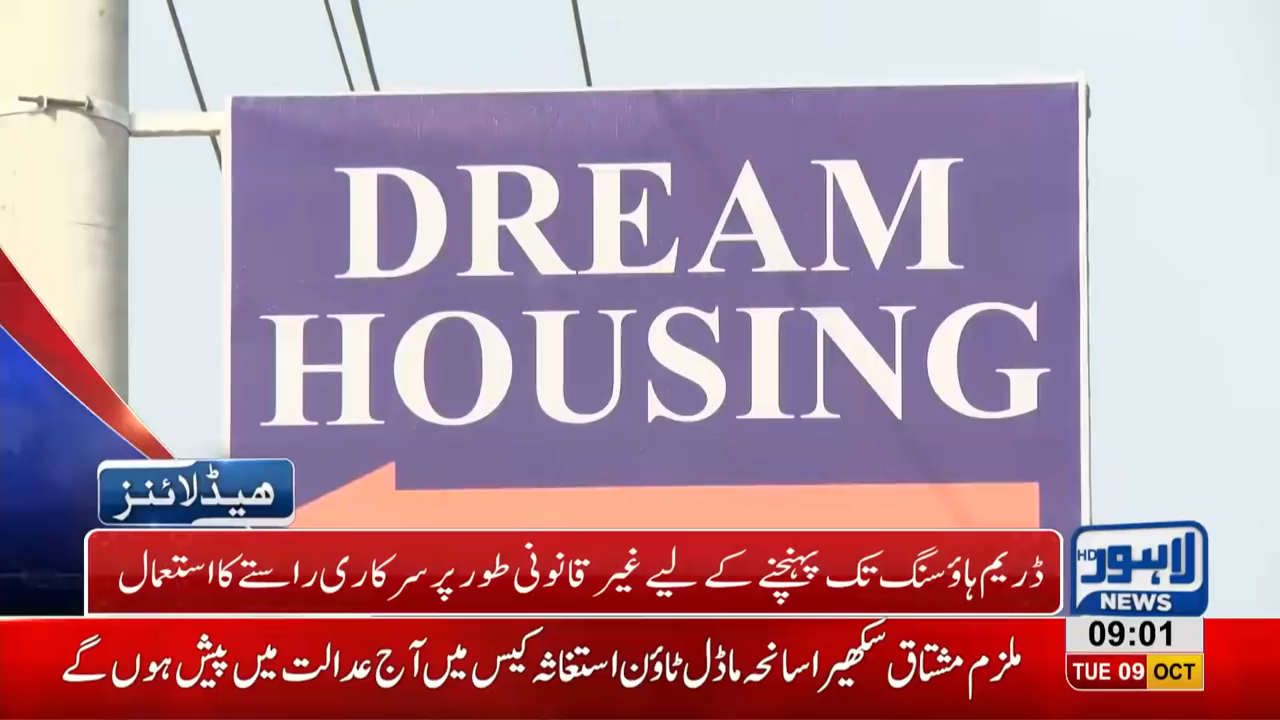 DREAM
HOUSING
ھیڈلائنز
ڈریم ہاؤسنگ تک پہنچنے کے لیے غیر قانونی طور پر سرکاری راستے کا استعمال
HD
لاہور
NEWS
09:01
ملزم مشتاق سکھیرا سانحہ ماڈل ٹاؤن استغاثہ کیس میں آج عدالت میں پیش ہوں گے
TUE 09 OCT